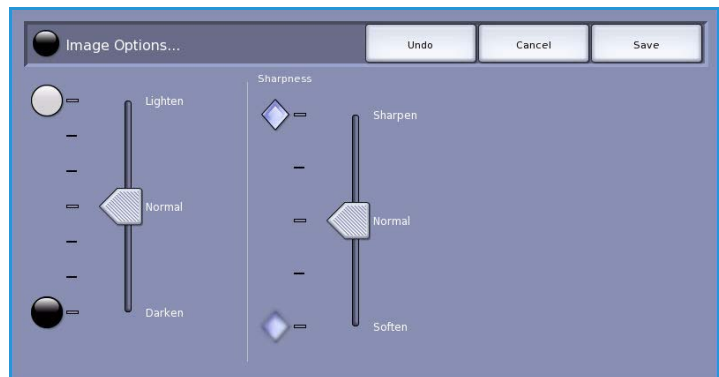 Image Options...
Undo
Cancel
Save
Lighten
Normal
Darken
Sharpness
Sharpen
Normal
Soften